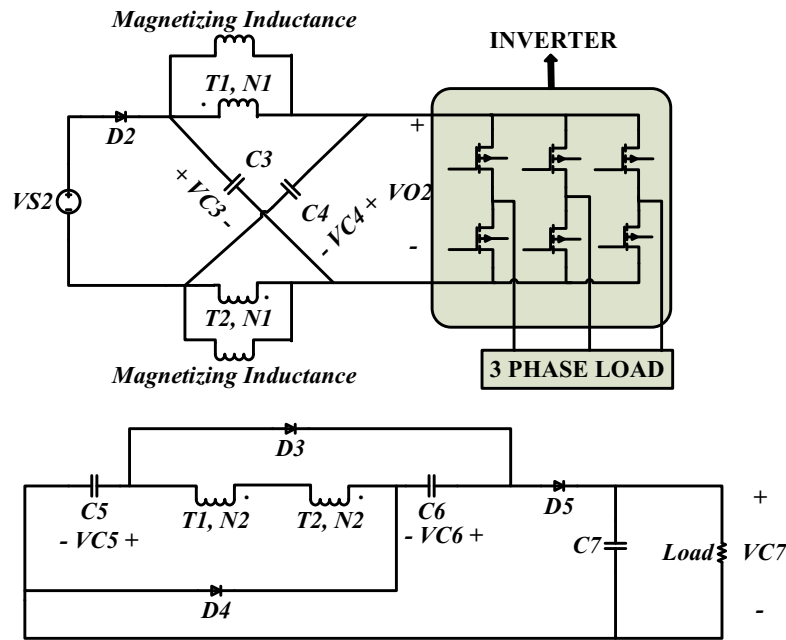 Magnetizing Inductance
INVERTER
T1, N1
D2
+
C3
+ VC3 -
C4
- VC4 +
VS2
VO2
-
T2, N1
Magnetizing Inductance
3 PHASE LOAD
D3
C5
- VC5 +
T1, N2
T2, N2
C6
- VC6 +
D5
+
C7
Load
VC7
D4
-